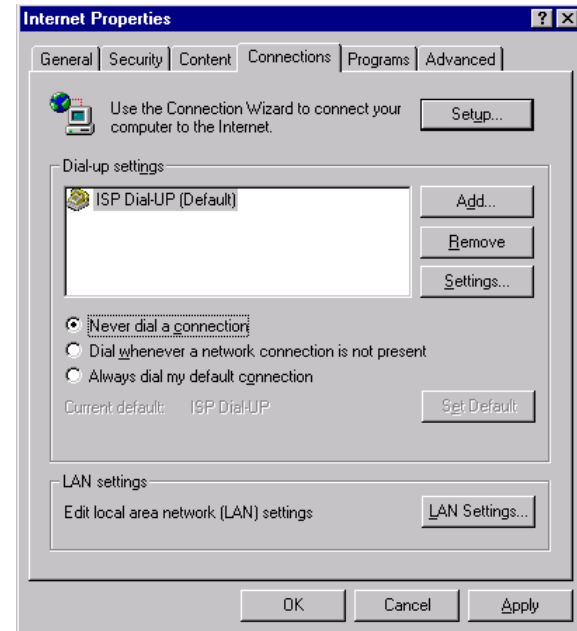 Internet Properties
General Security Content Connections Programs Advanced
Use the Connection Wizard to connect your
computer to the Internet.
Setup...
Dial-up settings
ISP Dial-UP (Default)
Add...
Remove
Settings...
Never dial a connection
Dial whenever a network connection is not present
Always dial my default connection
Current default: ISP Dial-UP
Set Default
LAN settings
Edit local area network (LAN) settings
LAN Settings...
OK Cancel Apply